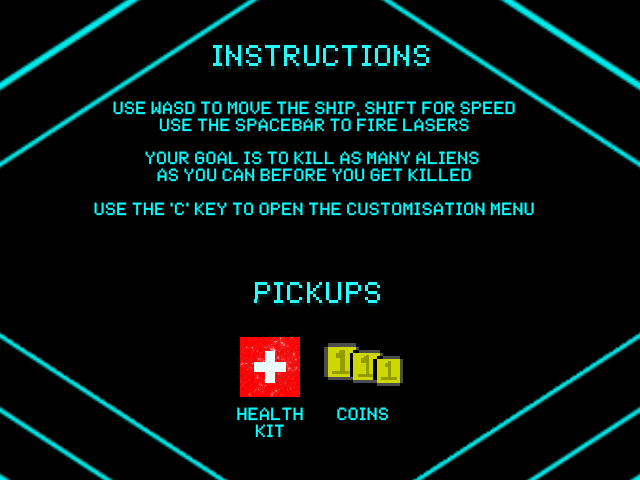 INSTRUCTIONS
USE WASD TO MOVE THE SHIP, SHIFT FOR SPEED
USE THE SPACEBAR TO FIRE LASERS
YOUR GOAL IS TO KILL AS MANY ALIENS
AS YOU CAN BEFORE YOU GET KILLED
USE THE 'C' KEY TO OPEN THE CUSTOMISATION MENU
PICKUPS
1 1 1
HEALTH KIT
COINS